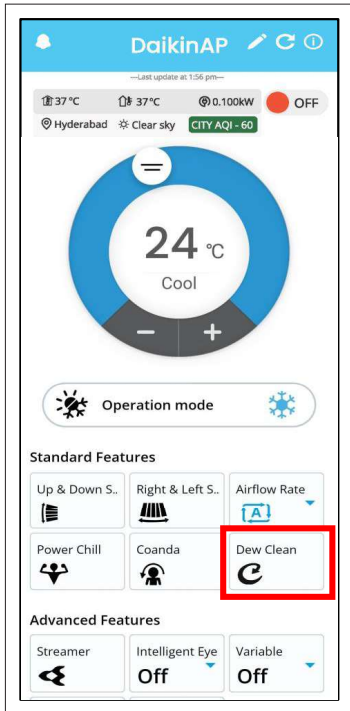 DaikinAP
---Last update at 1:56 pm---
37 °C 37°C 0.100kW OFF
Hyderabad Clear sky CITY AQI - 60
24 °C
Cool
− +
Operation mode
Standard Features
Up & Down S.. Right & Left S.. Airflow Rate
A
Power Chill Coanda Dew Clean
Advanced Features
Streamer Intelligent Eye Variable
Off Off